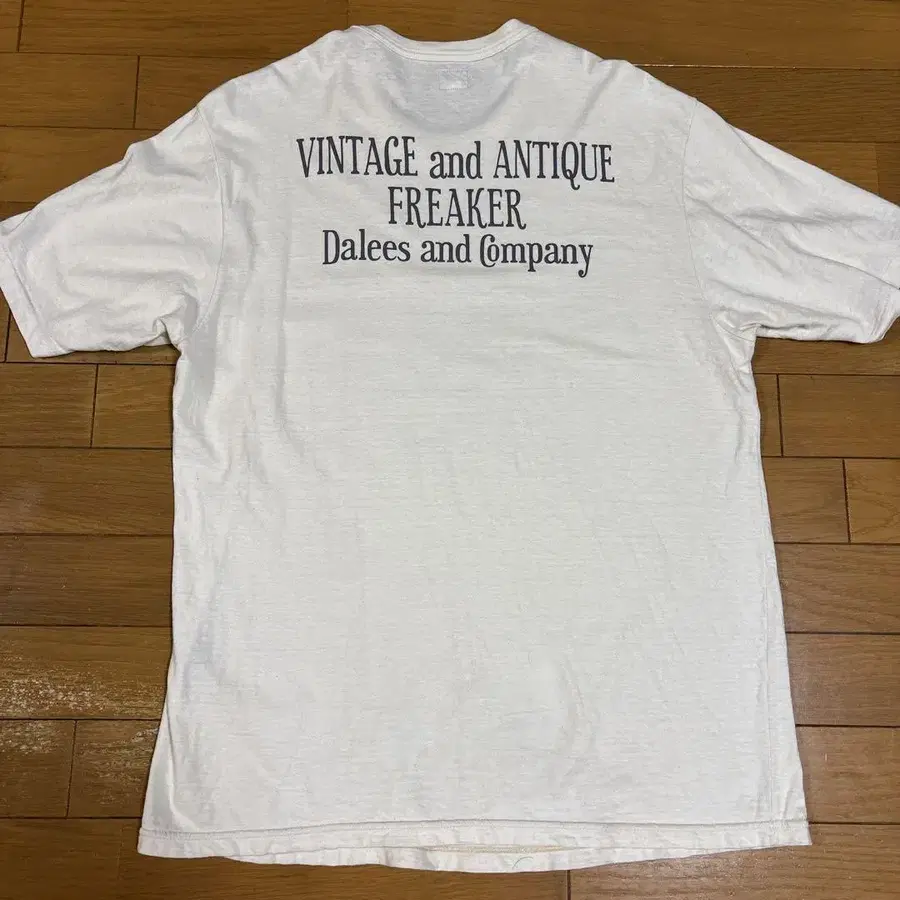 VINTAGE and ANTIQUE
FREAKER
Dalees and Company